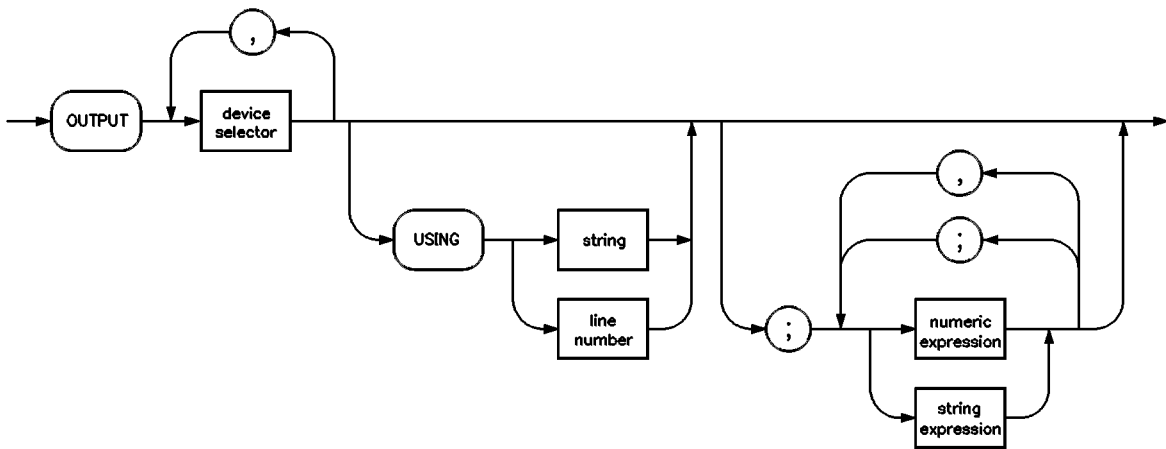 ,
OUTPUT
device
selector
,
USING
string
;
line
number
;
numeric
expression
string
expression